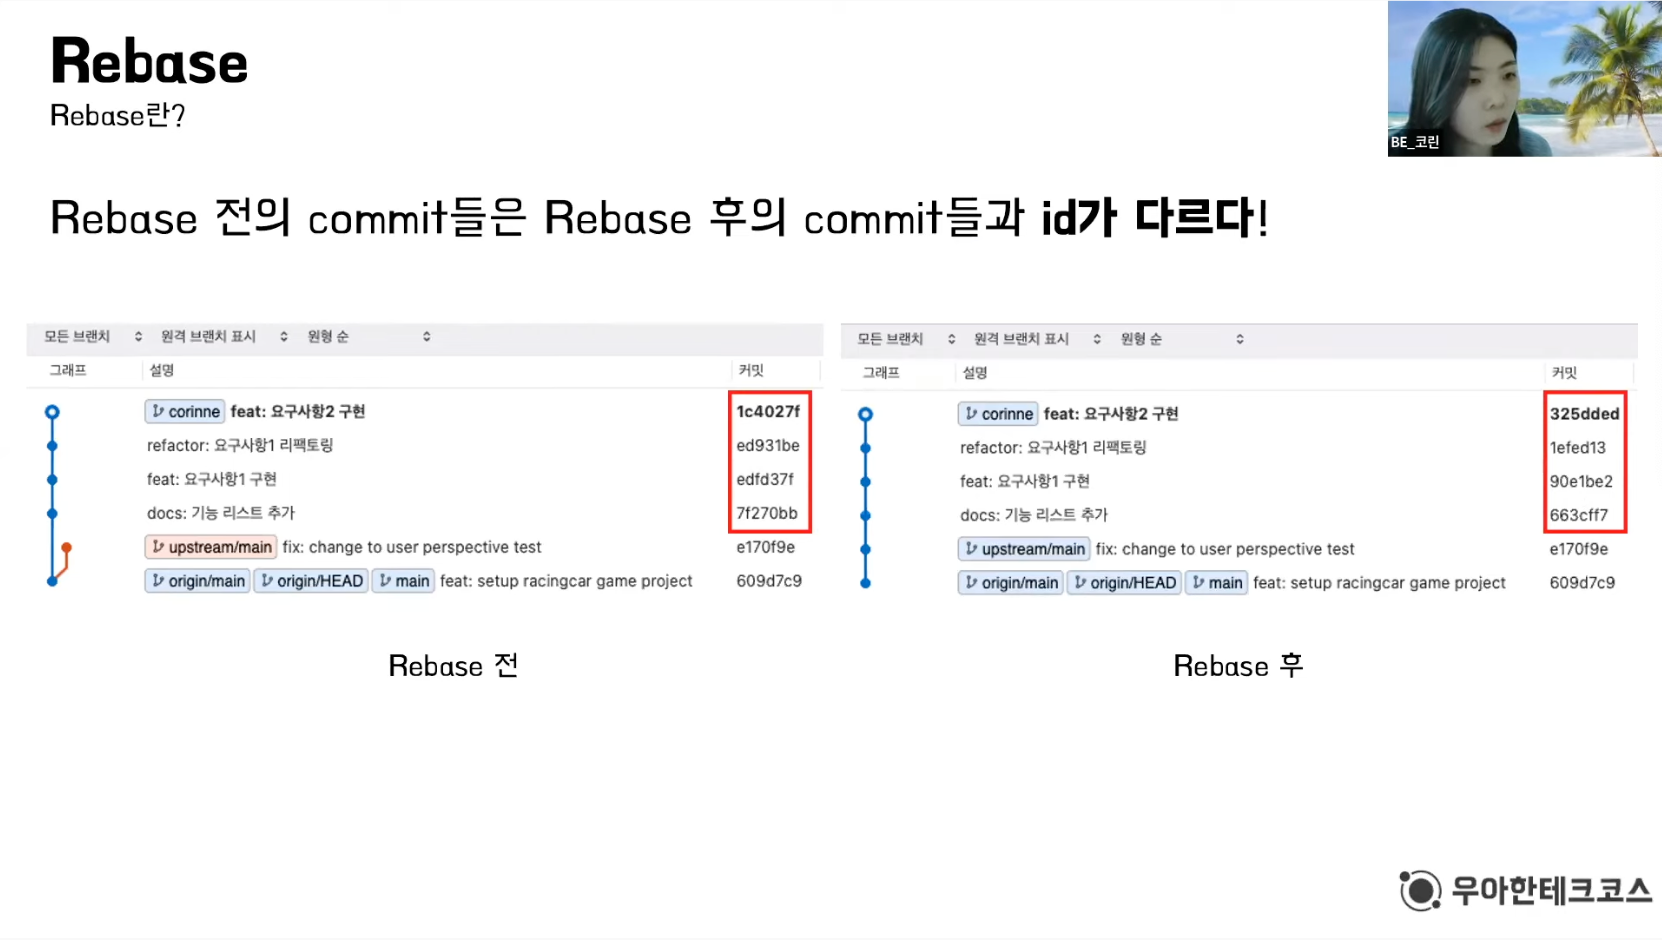 Rebase
Rebase란?
BE_코린
Rebase 전의 commit들은 Rebase 후의 commit들과 id가 다르다!
모든 브랜치 원격 브랜치 표시 원형 순
그래프 설명 커밋
corinne feat: 요구사항2 구현 1c4027f
refactor: 요구사항1 리팩토링 ed931be
feat: 요구사항1 구현 edfd37f
docs: 기능 리스트 추가 7f270bb
upstream/main fix: change to user perspective test e170f9e
origin/main origin/HEAD main feat: setup racingcar game project 609d7c9
Rebase 전
모든 브랜치 원격 브랜치 표시 원형 순
그래프 설명 커밋
corinne feat: 요구사항2 구현 325dded
refactor: 요구사항1 리팩토링 1efed13
feat: 요구사항1 구현 90e1be2
docs: 기능 리스트 추가 663cff7
upstream/main fix: change to user perspective test e170f9e
origin/main origin/HEAD main feat: setup racingcar game project 609d7c9
Rebase 후
우아한테크코스